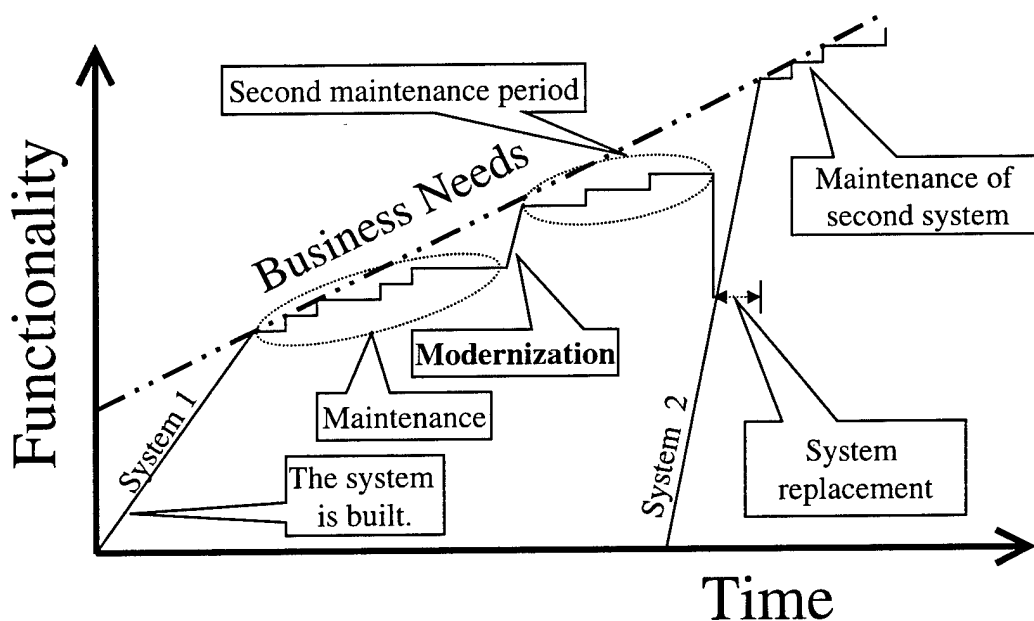 Second maintenance period
Business Needs
Maintenance of
second system
Functionality
Modernization
Maintenance
System 1
The system
is built.
System 2
System
replacement
Time